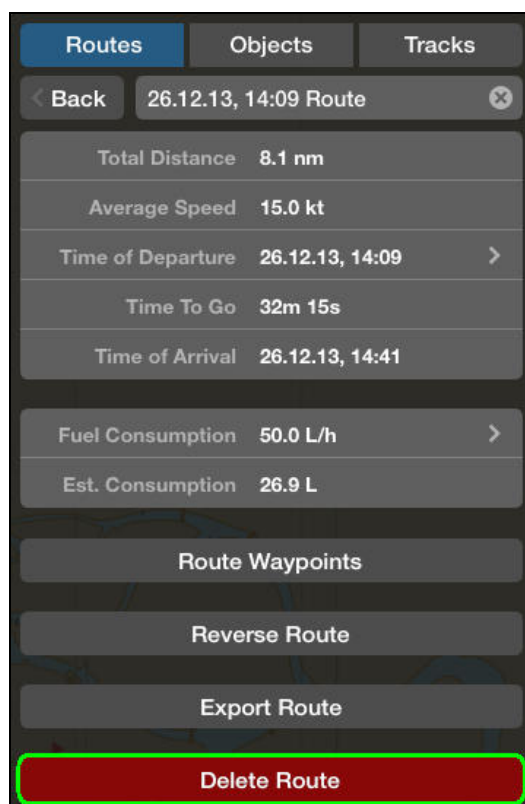 Routes Objects Tracks
Back 26.12.13, 14:09 Route
Total Distance 8.1 nm
Average Speed 15.0 kt
Time of Departure 26.12.13, 14:09
Time To Go 32m 15s
Time of Arrival 26.12.13, 14:41
Fuel Consumption 50.0 L/h
Est. Consumption 26.9 L
Route Waypoints
Reverse Route
Export Route
Delete Route